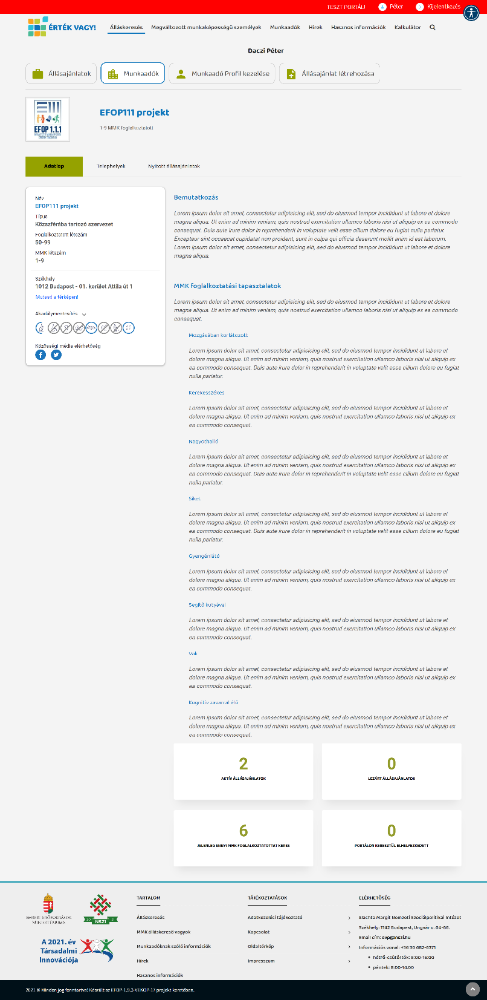 TESZT PORTÁL! Péter Kijelentkezés
ÉRTÉK VAGY! Álláskeresés Megváltozott munkaképességű személyek Munkaadók Hírek Hasznos információk Kalkulátor
Daczi Péter
Állásajánlatok Munkaadók Munkaadó Profil kezelése Állásajánlat létrehozása
EFOP 1.1.1
EFOP111 projekt
1-9 MMK foglalkoztatott
Adatlap Telephelyek Nyitott állásajánlatok
Név
EFOP111 projekt
Típus
Közszférába tartozó szervezet
Foglalkoztatott létszám
50-99
MMK létszám
1-9
Székhely
1012 Budapest - 01. kerület Attila út 1
Mutasd a térképen!
Akadálymentesítés
Közösségi média elérhetőség
Bemutatkozás
Lorem ipsum dolor sit amet, consectetur adipisicing elit, sed do eiusmod tempor incididunt ut labore et dolore
magna aliqua. Ut enim ad minim veniam, quis nostrud exercitation ullamco laboris nisi ut aliquip ex ea commodo
consequat. Duis aute irure dolor in reprehenderit in voluptate velit esse cillum dolore eu fugiat nulla pariatur.
Excepteur sint occaecat cupidatat non proident, sunt in culpa qui officia deserunt mollit anim id est laborum.
Lorem ipsum dolor sit amet, consectetur adipisicing elit, sed do eiusmod tempor incididunt ut labore et dolore
magna aliqua.
MMK foglalkoztatási tapasztalatok
Lorem ipsum dolor sit amet, consectetur adipisicing elit, sed do eiusmod tempor incididunt ut labore et dolore
magna aliqua. Ut enim ad minim veniam, quis nostrud exercitation ullamco laboris nisi ut aliquip ex ea commodo
consequat.
Mozgásában korlátozott
Lorem ipsum dolor sit amet, consectetur adipisicing elit, sed do eiusmod tempor incididunt ut labore et
dolore magna aliqua. Ut enim ad minim veniam, quis nostrud exercitation ullamco laboris nisi ut aliquip ex
ea commodo consequat. Duis aute irure dolor in reprehenderit in voluptate velit esse cillum dolore eu fugiat
nulla pariatur.
Kerekesszékes
Lorem ipsum dolor sit amet, consectetur adipisicing elit, sed do eiusmod tempor incididunt ut labore et
dolore magna aliqua. Ut enim ad minim veniam, quis nostrud exercitation ullamco laboris nisi ut aliquip ex
ea commodo consequat.
Nagyothalló
Lorem ipsum dolor sit amet, consectetur adipisicing elit, sed do eiusmod tempor incididunt ut labore et
dolore magna aliqua. Ut enim ad minim veniam, quis nostrud exercitation ullamco laboris nisi ut aliquip ex
ea commodo consequat. Duis aute irure dolor in reprehenderit in voluptate velit esse cillum dolore eu fugiat
nulla pariatur.
Siket
Lorem ipsum dolor sit amet, consectetur adipisicing elit, sed do eiusmod tempor incididunt ut labore et
dolore magna aliqua. Ut enim ad minim veniam, quis nostrud exercitation ullamco laboris nisi ut aliquip ex
ea commodo consequat. Duis aute irure dolor in reprehenderit in voluptate velit esse cillum dolore eu fugiat
nulla pariatur.
Gyengénlátó
Lorem ipsum dolor sit amet, consectetur adipisicing elit, sed do eiusmod tempor incididunt ut labore et
dolore magna aliqua. Ut enim ad minim veniam, quis nostrud exercitation ullamco laboris nisi ut aliquip ex
ea commodo consequat.
Segítő kutyával
Lorem ipsum dolor sit amet, consectetur adipisicing elit, sed do eiusmod tempor incididunt ut labore et
dolore magna aliqua. Ut enim ad minim veniam, quis nostrud exercitation ullamco laboris nisi ut aliquip ex
ea commodo consequat.
Vak
Lorem ipsum dolor sit amet, consectetur adipisicing elit, sed do eiusmod tempor incididunt ut labore et
dolore magna aliqua. Ut enim ad minim veniam, quis nostrud exercitation ullamco laboris nisi ut aliquip ex
ea commodo consequat.
Kognitív zavarral élő
Lorem ipsum dolor sit amet, consectetur adipisicing elit, sed do eiusmod tempor incididunt ut labore et
dolore magna aliqua. Ut enim ad minim veniam, quis nostrud exercitation ullamco laboris nisi ut aliquip ex
ea commodo consequat.
2
AKTÍV ÁLLÁSAJÁNLATOK
0
LEZÁRT ÁLLÁSAJÁNLATOK
6
JELENLEG ENNYI MMK FOGLALKOZTATOTTAT KERES
0
PORTÁLON KERESZTÜL ELHELYEZKEDETT
EMBERI ERŐFORRÁSOK
MINISZTÉRIUMA
20 21
NSZI
A 2021. év
Társadalmi
Innovációja
TARTALOM
Álláskeresés
MMK álláskereső vagyok
Munkaadóknak szóló információk
Hírek
Hasznos információk
TÁJÉKOZTATÁSOK
Adatkezelési tájékoztató
Kapcsolat
Oldaltérkép
Impresszum
ELÉRHETŐSÉG
Slachta Margit Nemzeti Szociálpolitikai Intézet
Székhely: 1142 Budapest, Ungvár u. 64-66.
Email cím: evp@nszi.hu
Információs vonal: +36 30 682-6371
• hétfő-csütörtök: 8:00-16:00
• péntek: 8:00-14.00
2021 © Minden jog fenntartva! Készült az EFOP-1.9.3-VEKOP-17 projekt keretében.